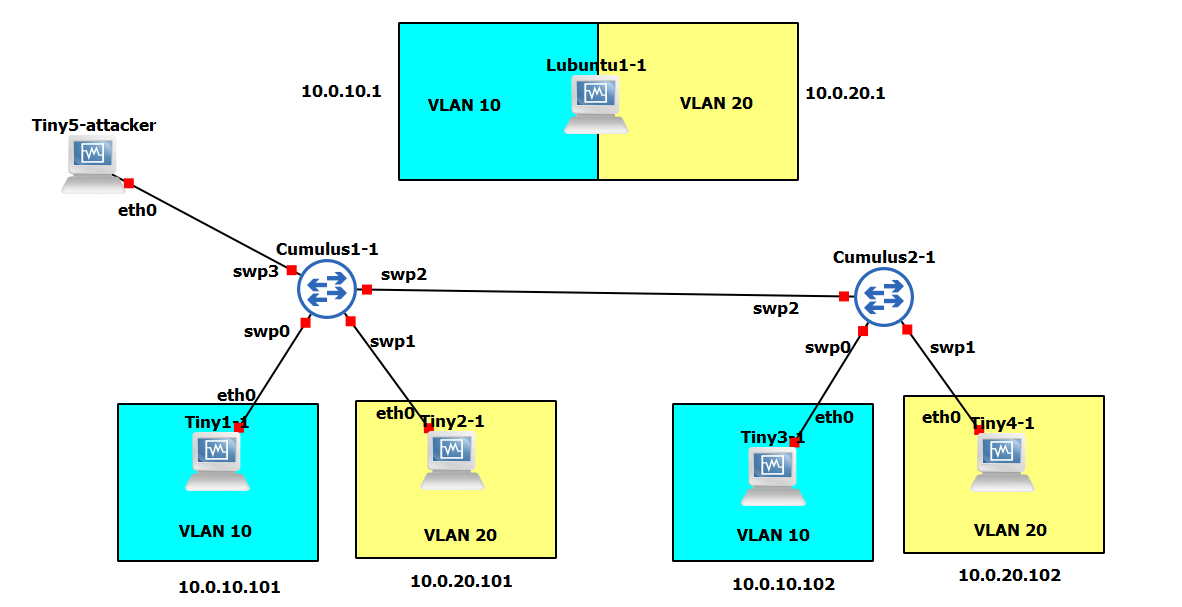 Lubuntu1-1
10.0.10.1
VLAN 10
VLAN 20
10.0.20.1
Tiny5-attacker
eth0
Cumulus1-1
swp3
swp2
swp0
swp1
Cumulus2-1
swp2
swp0
swp1
eth0
Tiny1-1
VLAN 10
10.0.10.101
eth0
Tiny2-1
VLAN 20
10.0.20.101
eth0
Tiny3-1
VLAN 10
10.0.10.102
eth0
Tiny4-1
VLAN 20
10.0.20.102